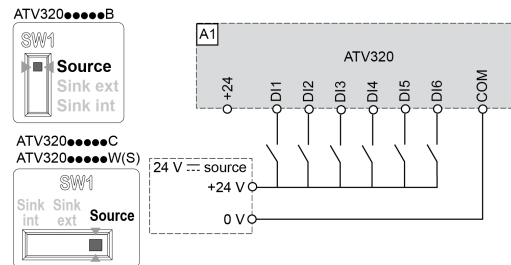 ATV320●●●●●B
SW1
Source
Sink ext
Sink int
ATV320●●●●●C
ATV320●●●●●W(S)
SW1
Sink int
Sink ext
Source
A1
ATV320
+24
DI1
DI2
DI3
DI4
DI5
DI6
COM
24 V ⎓ source
+24 V
0 V